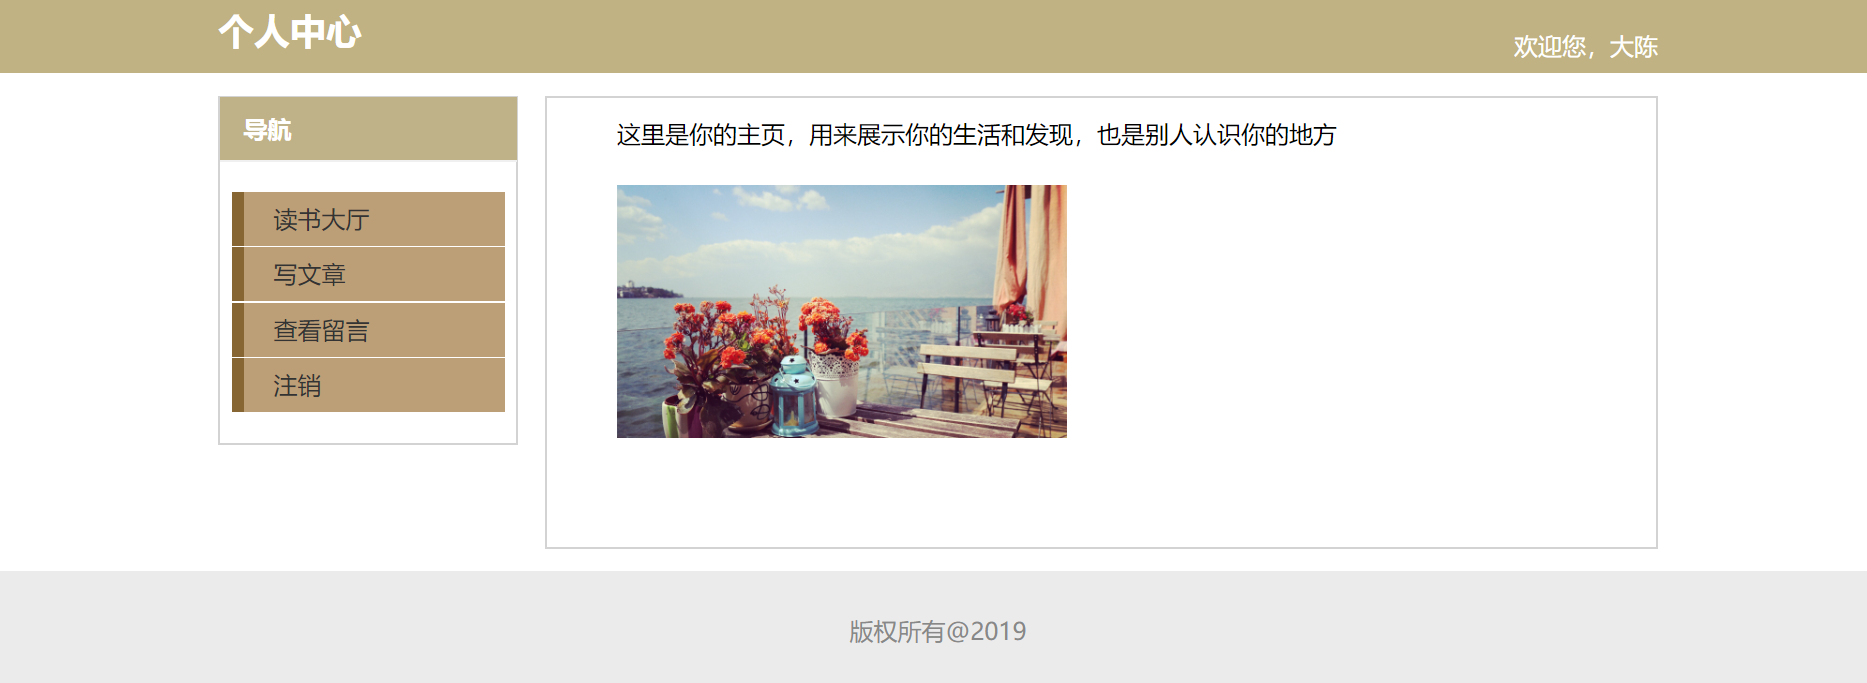 个人中心
欢迎您，大陈
导航
读书大厅
写文章
查看留言
注销
这里是你的主页，用来展示你的生活和发现，也是别人认识你的地方
版权所有@2019